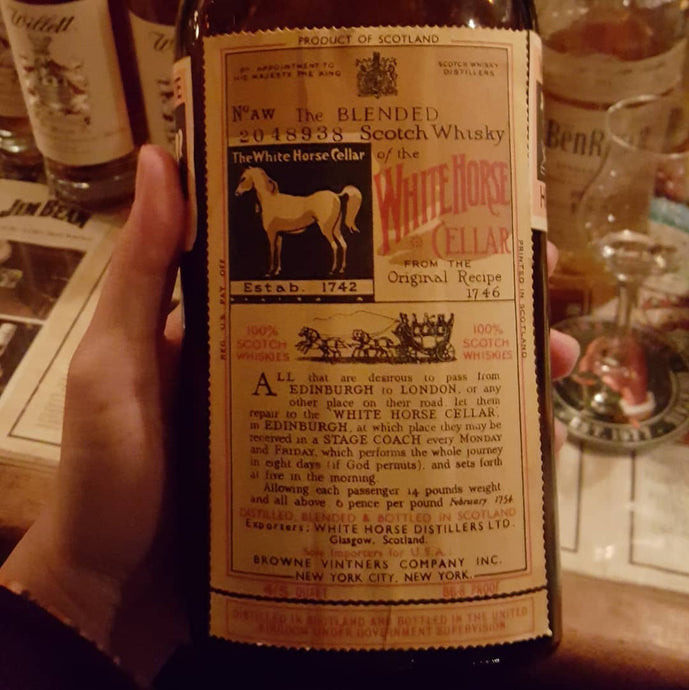 Willett
W
JIM BEAM
BenR
PRODUCT OF SCOTLAND
BY APPOINTMENT TO
HIS MAJESTY THE KING
SCOTCH WHISKY
DISTILLERS
No AW The BLENDED
2048938 Scotch Whisky
The White Horse Cellar
of the
WHITE HORSE
CELLAR
FROM THE
Original Recipe
1746
Estab. 1742
REG. U.S. PAT. OFF.
PRINTED IN SCOTLAND
100%
SCOTCH
WHISKIES
100%
SCOTCH
WHISKIES
ALL that are desirous to pass from
EDINBURGH to LONDON, or any
other place on their road let them
repair to the WHITE HORSE CELLAR,
in EDINBURGH, at which place they may be
received in a STAGE COACH every MONDAY
and FRIDAY, which performs the whole journey
in eight days (if God permits), and sets forth
at five in the morning.
Allowing each passenger 14 pounds weight
and all above 6 pence per pound February 1754.
DISTILLED, BLENDED & BOTTLED IN SCOTLAND
Exporters: WHITE HORSE DISTILLERS LTD.
Glasgow, Scotland.
Sole Importers for U.S.A.:
BROWNE VINTNERS COMPANY INC.
NEW YORK CITY, NEW YORK.
4/5 QUART
86.8 PROOF
DISTILLED IN SCOTLAND AND BOTTLED IN THE UNITED
KINGDOM UNDER GOVERNMENT SUPERVISION